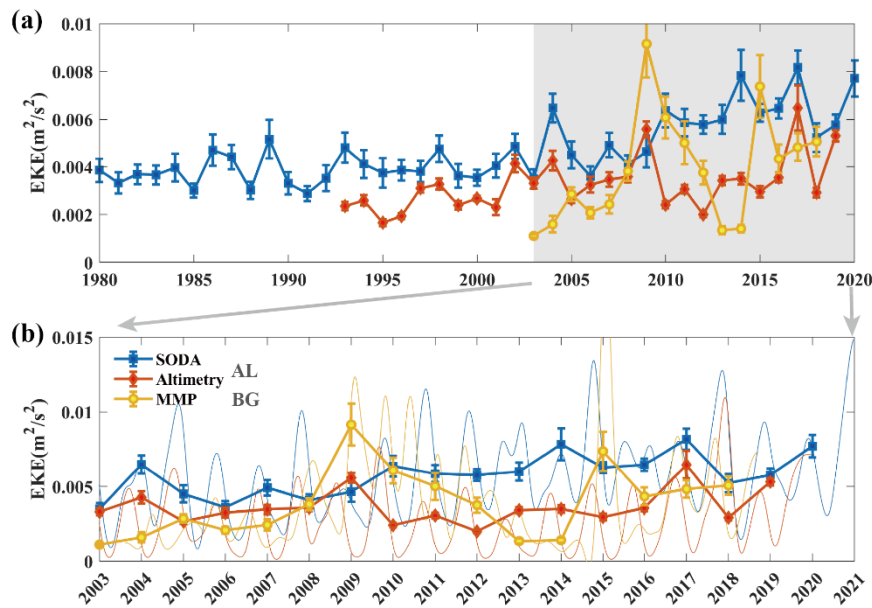 (a)
EKE(m²/s²)
0.01
0.008
0.006
0.004
0.002
0
1980 1985 1990 1995 2000 2005 2010 2015 2020
(b)
EKE(m²/s²)
0.015
0.01
0.005
0
SODA
Altimetry AL
MMP BG
2003 2004 2005 2006 2007 2008 2009 2010 2011 2012 2013 2014 2015 2016 2017 2018 2019 2020 2021